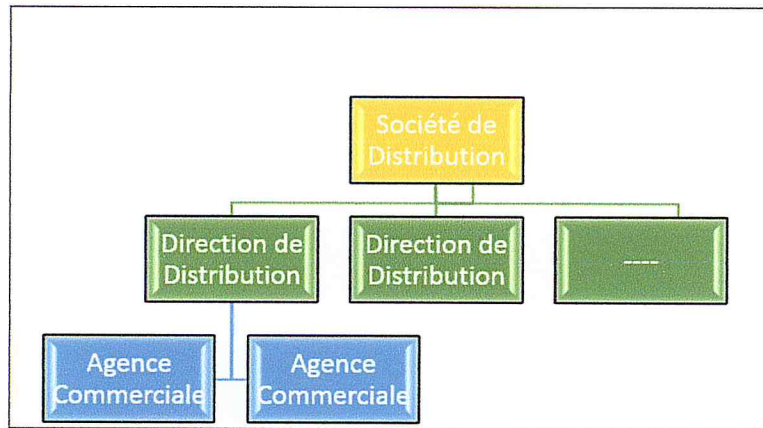 Société de
Distribution
Direction de
Distribution
Direction de
Distribution
----
Agence
Commerciale
Agence
Commerciale